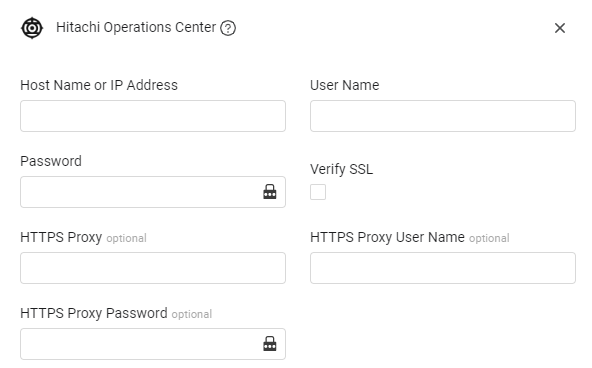 Hitachi Operations Center ?
Host Name or IP Address
User Name
Password
Verify SSL
HTTPS Proxy optional
HTTPS Proxy User Name optional
HTTPS Proxy Password optional